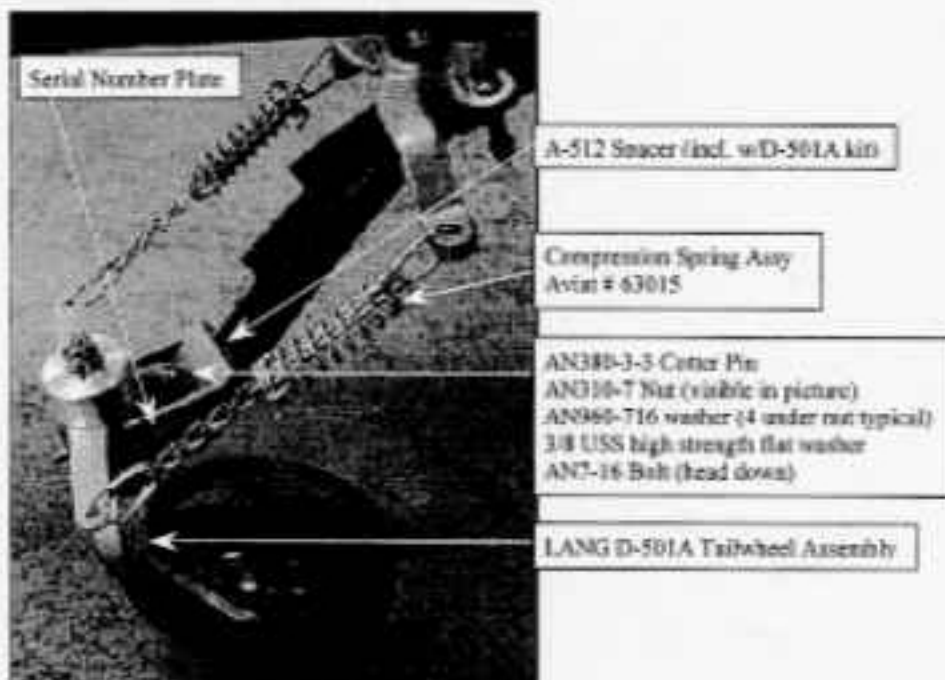 Serial Number Plate
A-512 Spacer (incl. w/D-501A kit)
Compression Spring Assy
Aviat # 63015
AN380-3-3 Cotter Pin
AN310-7 Nut (visible in picture)
AN960-716 washer (4 under nut typical)
3/8 USS high strength flat washer
AN7-16 Bolt (head down)
LANG D-501A Tailwheel Assembly